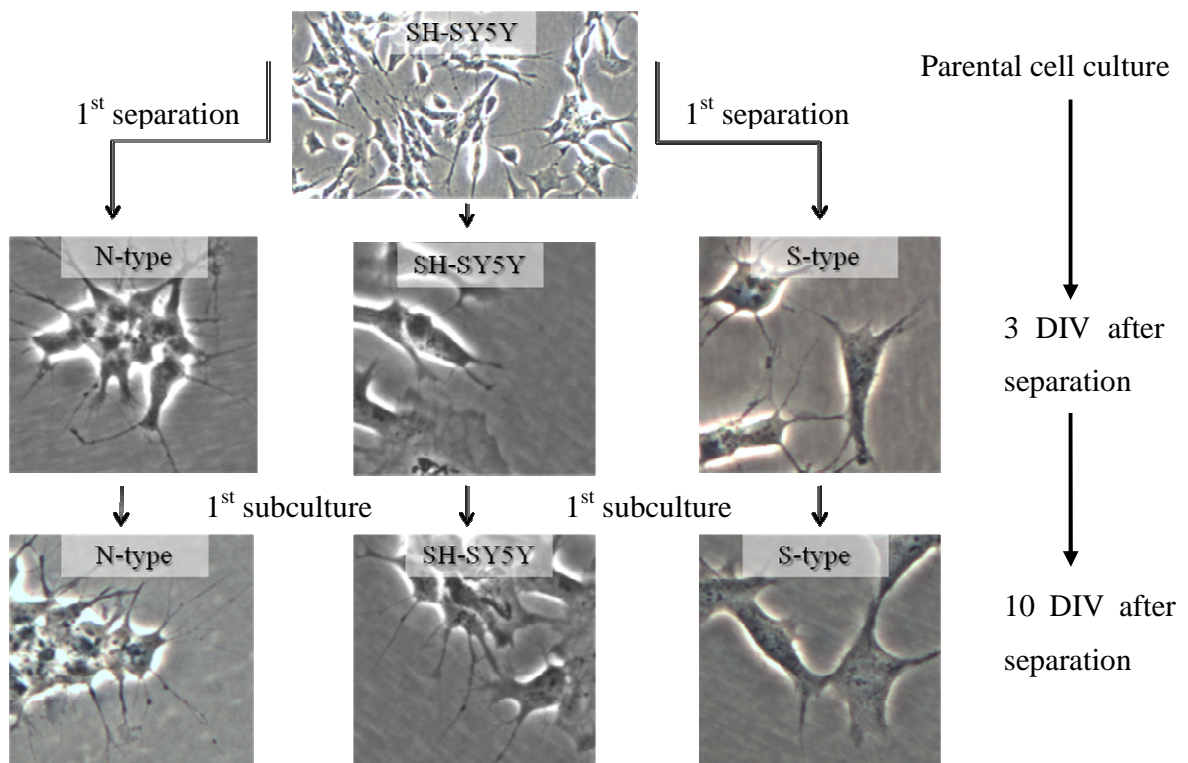 SH-SY5Y
Parental cell culture
1st separation
1st separation
N-type
SH-SY5Y
S-type
3 DIV after
separation
1st subculture
1st subculture
N-type
SH-SY5Y
S-type
10 DIV after
separation